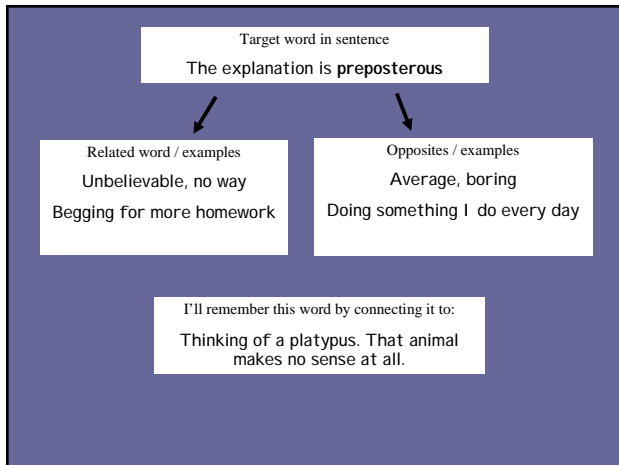 Target word in sentence
The explanation is preposterous
Related word / examples
Unbelievable, no way
Begging for more homework
Opposites / examples
Average, boring
Doing something I do every day
I'll remember this word by connecting it to:
Thinking of a platypus. That animal
makes no sense at all.